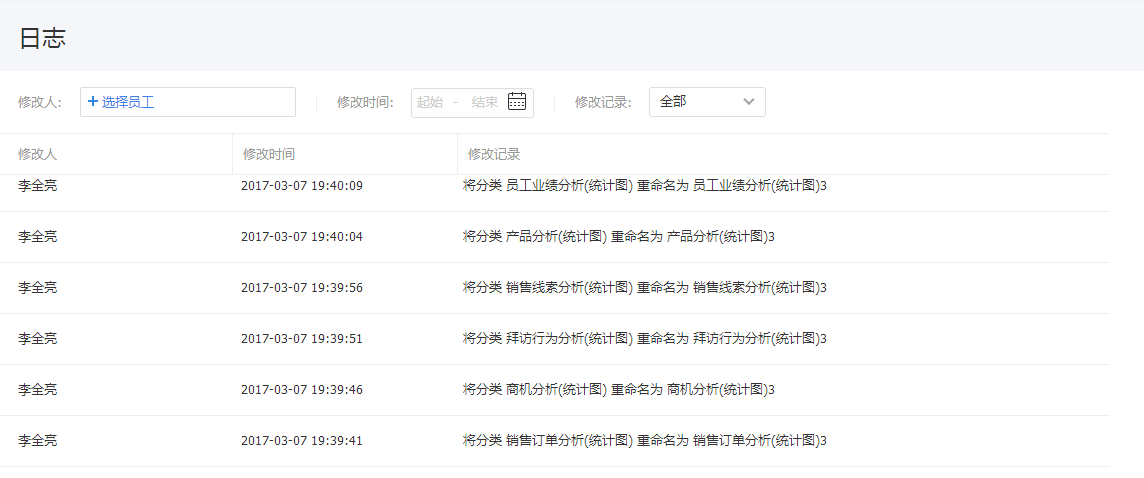 日志
修改人: + 选择员工 修改时间: 起始 - 结束 修改记录: 全部
修改人 修改时间 修改记录
李全亮 2017-03-07 19:40:09 将分类 员工业绩分析(统计图) 重命名为 员工业绩分析(统计图)3
李全亮 2017-03-07 19:40:04 将分类 产品分析(统计图) 重命名为 产品分析(统计图)3
李全亮 2017-03-07 19:39:56 将分类 销售线索分析(统计图) 重命名为 销售线索分析(统计图)3
李全亮 2017-03-07 19:39:51 将分类 拜访行为分析(统计图) 重命名为 拜访行为分析(统计图)3
李全亮 2017-03-07 19:39:46 将分类 商机分析(统计图) 重命名为 商机分析(统计图)3
李全亮 2017-03-07 19:39:41 将分类 销售订单分析(统计图) 重命名为 销售订单分析(统计图)3